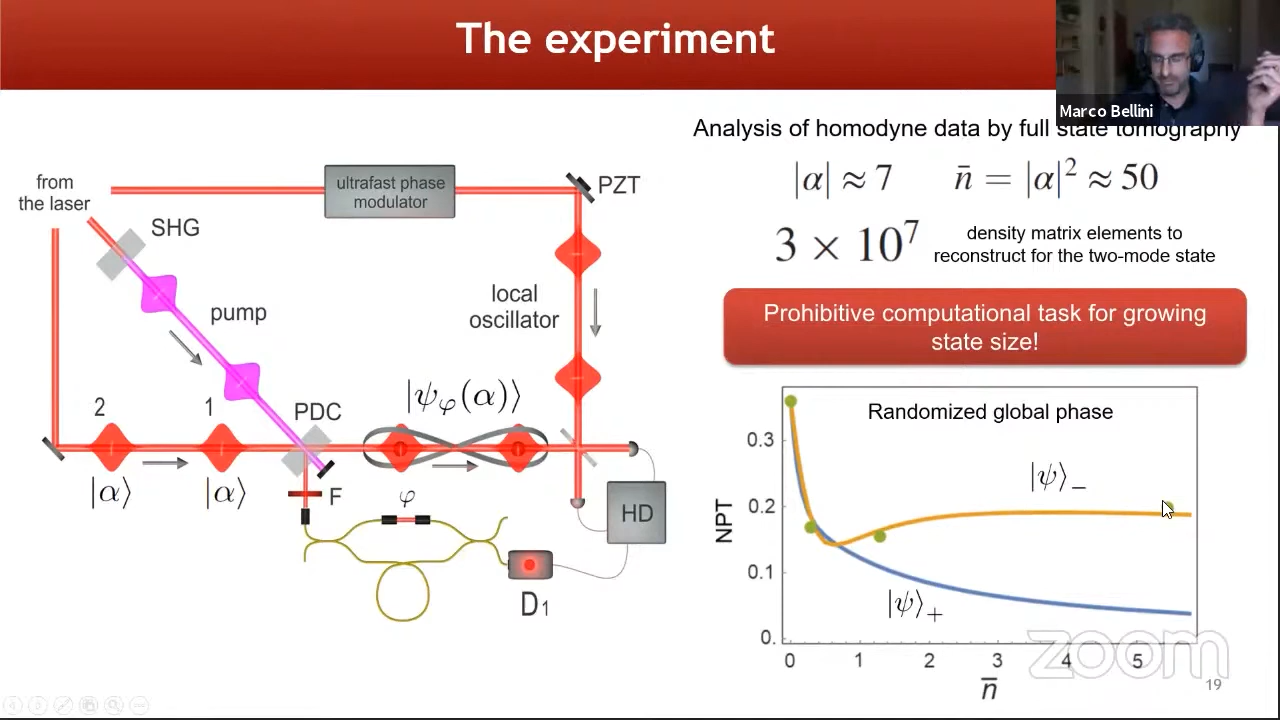 The experiment
Marco Bellini
Analysis of homodyne data by full state tomography
|α| ≈ 7 n̄ = |α|² ≈ 50
3 × 10⁷
density matrix elements to
reconstruct for the two-mode state
Prohibitive computational task for growing
state size!
from
the laser
ultrafast phase
modulator
PZT
SHG
pump
local
oscillator
2
1
PDC
|ψφ(α)⟩
|α⟩
|α⟩
F
φ
HD
D₁
Randomized global phase
|ψ⟩₋
|ψ⟩₊
NPT
0.3
0.2
0.1
0.
0 1 2 3 4 5
n̄
zoom
19